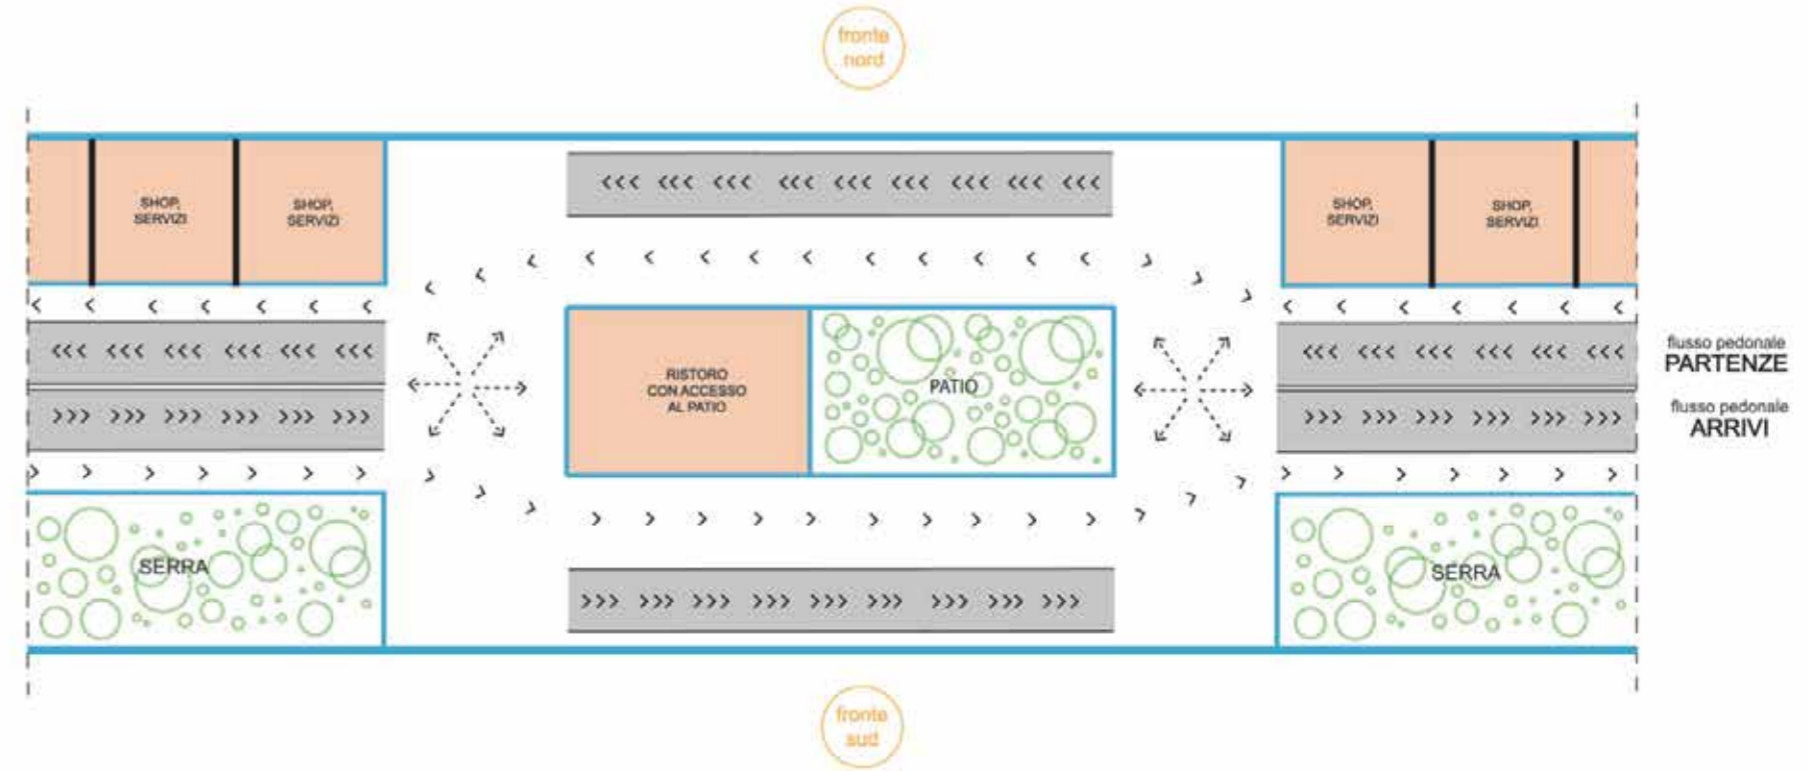 fronte
nord
SHOP,
SERVIZI
SHOP,
SERVIZI
SHOP,
SERVIZI
SHOP,
SERVIZI
flusso pedonale
PARTENZE
RISTORO
CON ACCESSO
AL PATIO
PATIO
flusso pedonale
ARRIVI
SERRA
SERRA
fronte
sud